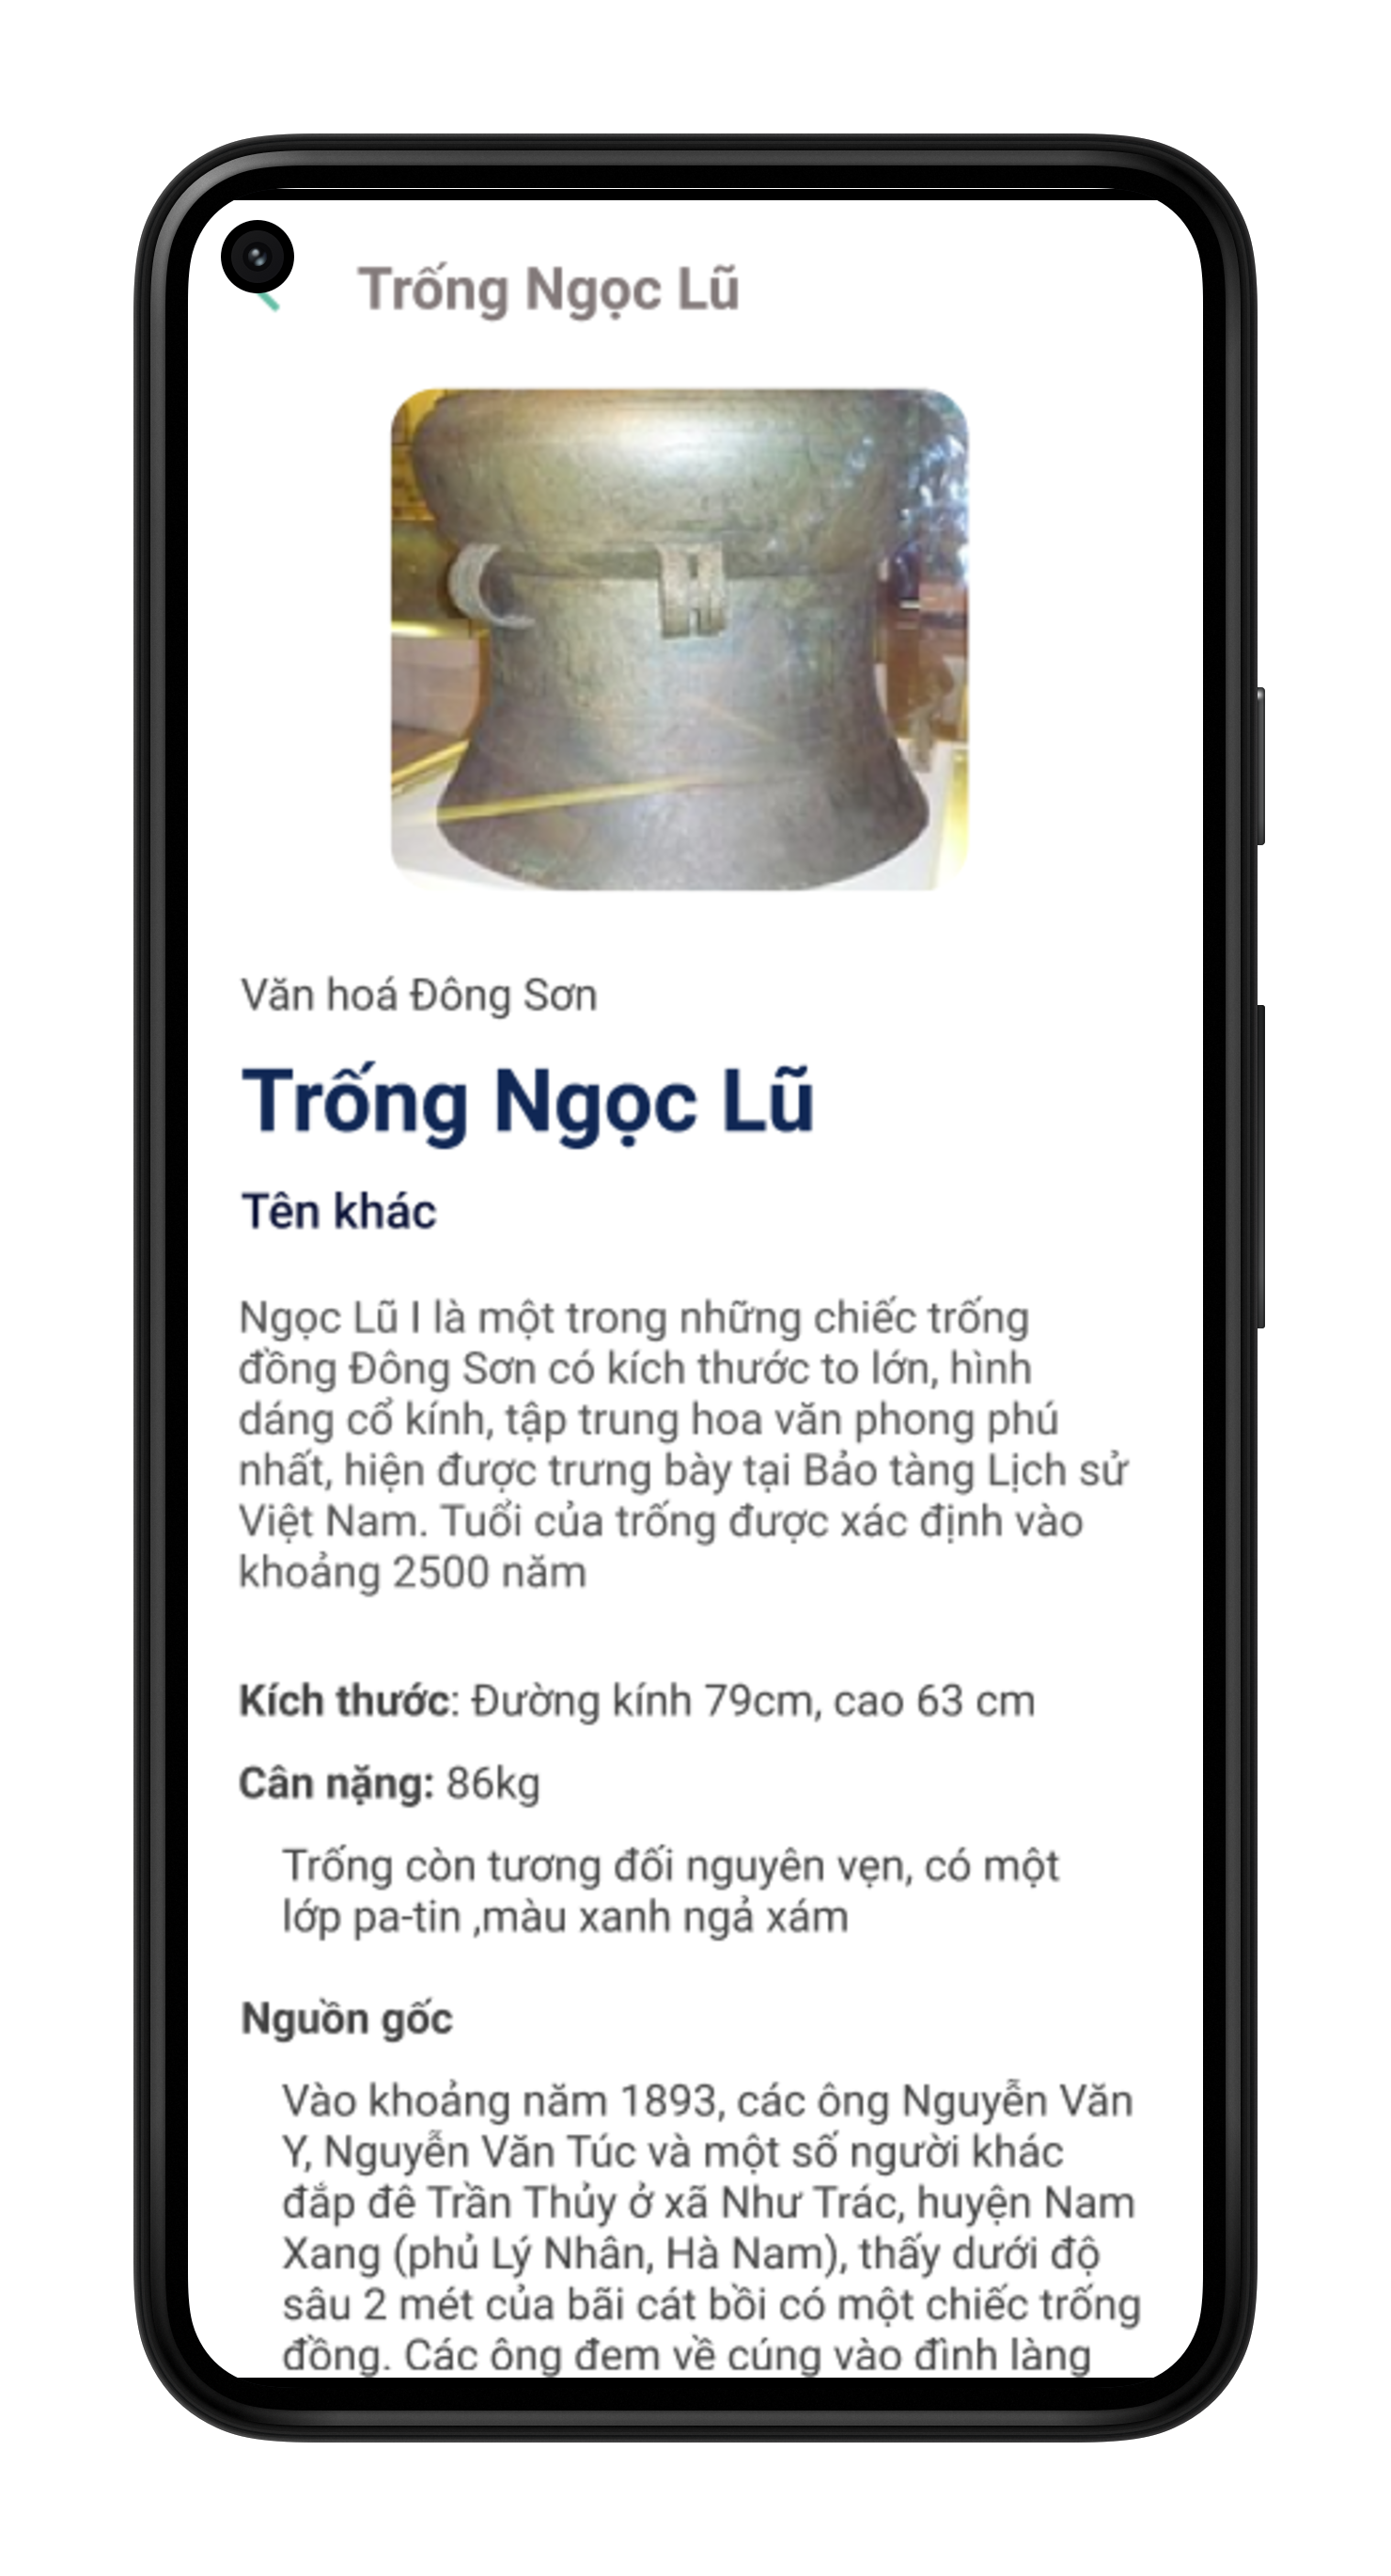 Trống Ngọc Lũ
Văn hoá Đông Sơn
Trống Ngọc Lũ
Tên khác
Ngọc Lũ I là một trong những chiếc trống
đồng Đông Sơn có kích thước to lớn, hình
dáng cổ kính, tập trung hoa văn phong phú
nhất, hiện được trưng bày tại Bảo tàng Lịch sử
Việt Nam. Tuổi của trống được xác định vào
khoảng 2500 năm
Kích thước: Đường kính 79cm, cao 63 cm
Cân nặng: 86kg
Trống còn tương đối nguyên vẹn, có một
lớp pa-tin ,màu xanh ngả xám
Nguồn gốc
Vào khoảng năm 1893, các ông Nguyễn Văn
Y, Nguyễn Văn Túc và một số người khác
đắp đê Trần Thủy ở xã Như Trác, huyện Nam
Xang (phủ Lý Nhân, Hà Nam), thấy dưới độ
sâu 2 mét của bãi cát bồi có một chiếc trống
đồng. Các ông đem về cúng vào đình làng